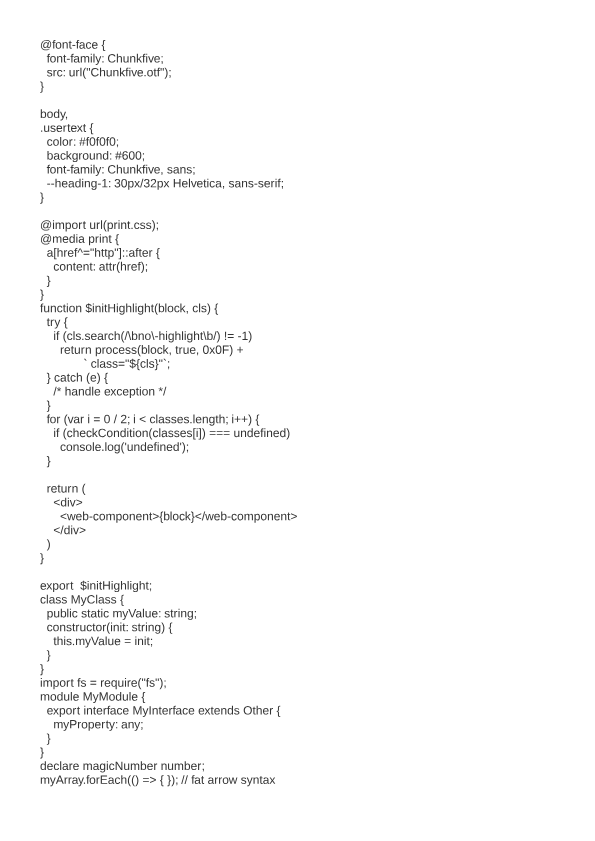 @font-face {
  font-family: Chunkfive;
  src: url("Chunkfive.otf");
}

body,
.usertext {
  color: #f0f0f0;
  background: #600;
  font-family: Chunkfive, sans;
  --heading-1: 30px/32px Helvetica, sans-serif;
}

@import url(print.css);
@media print {
  a[href^="http"]::after {
    content: attr(href);
  }
}
function $initHighlight(block, cls) {
  try {
    if (cls.search(/\bno\-highlight\b/) != -1)
      return process(block, true, 0x0F) +
             ` class="${cls}"`;
  } catch (e) {
    /* handle exception */
  }
  for (var i = 0 / 2; i < classes.length; i++) {
    if (checkCondition(classes[i]) === undefined)
      console.log('undefined');
  }

  return (
    <div>
      <web-component>{block}</web-component>
    </div>
  )
}

export  $initHighlight;
class MyClass {
  public static myValue: string;
  constructor(init: string) {
    this.myValue = init;
  }
}
import fs = require("fs");
module MyModule {
  export interface MyInterface extends Other {
    myProperty: any;
  }
}
declare magicNumber number;
myArray.forEach(() => { }); // fat arrow syntax